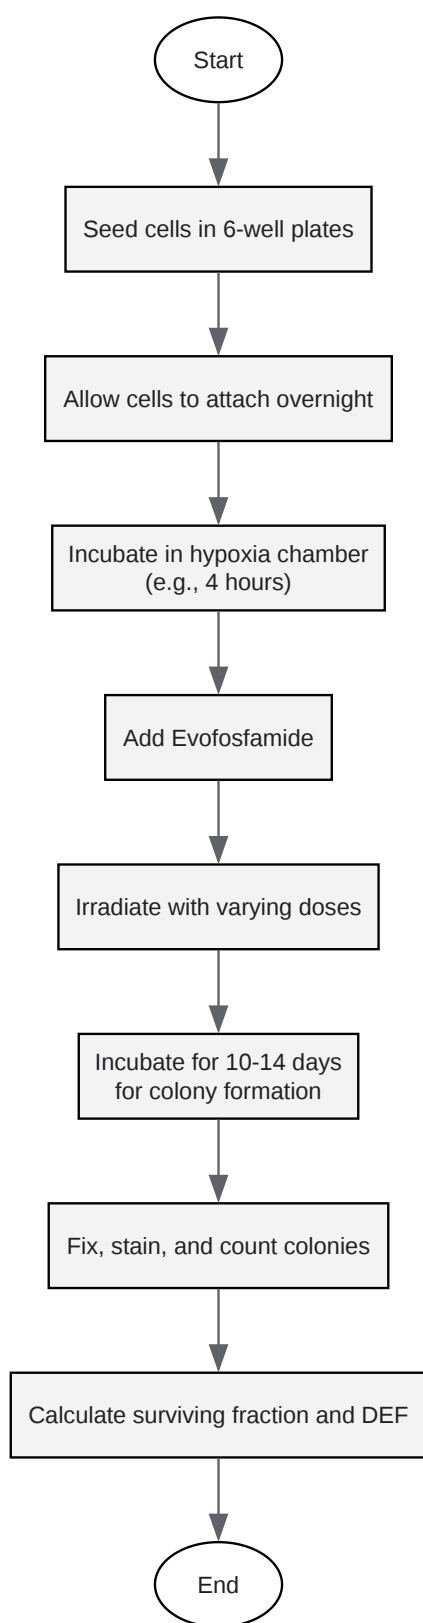 Start
Seed cells in 6-well plates
Allow cells to attach overnight
Incubate in hypoxia chamber
(e.g., 4 hours)
Add Evofosfamide
Irradiate with varying doses
Incubate for 10-14 days
for colony formation
Fix, stain, and count colonies
Calculate surviving fraction and DEF
End